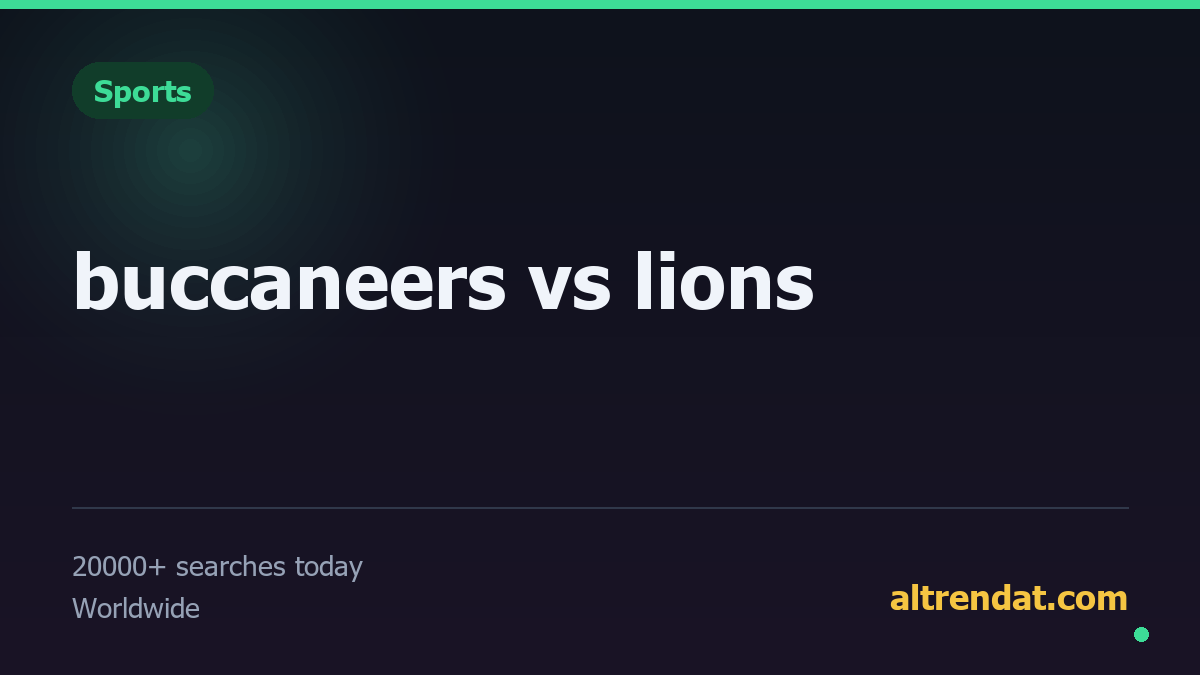 Sports
buccaneers vs lions
20000+ searches today
Worldwide
altrendat.com